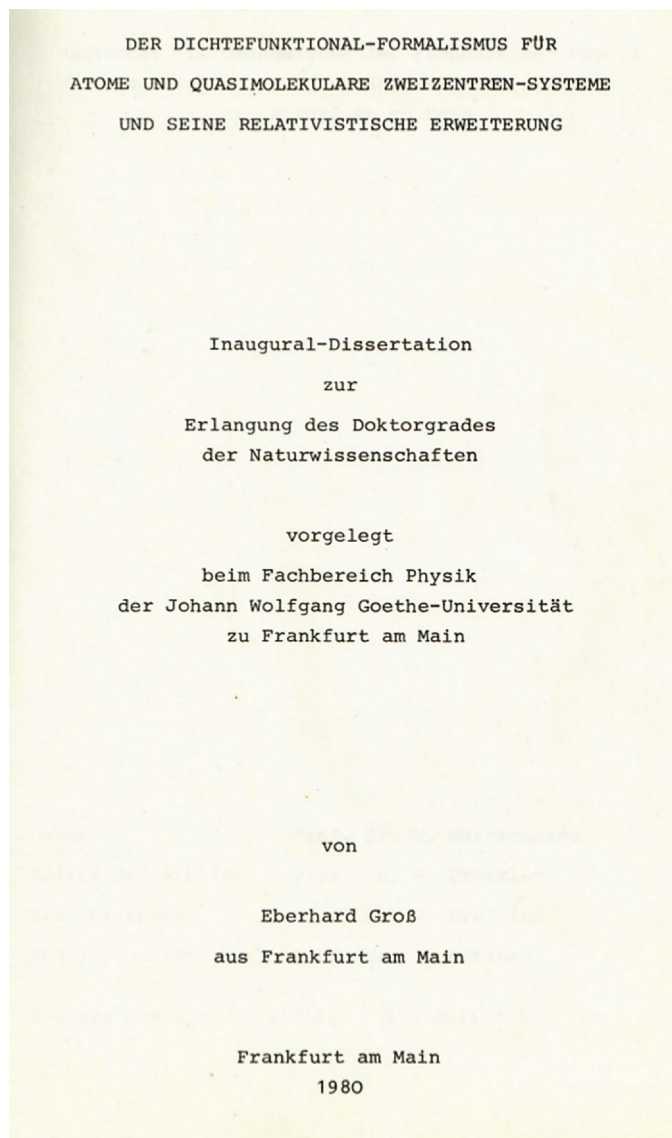 DER DICHTEFUNKTIONAL-FORMALISMUS FÜR
ATOME UND QUASIMOLEKULARE ZWEIZENTREN-SYSTEME
UND SEINE RELATIVISTISCHE ERWEITERUNG
Inaugural-Dissertation
zur
Erlangung des Doktorgrades
der Naturwissenschaften
vorgelegt
beim Fachbereich Physik
der Johann Wolfgang Goethe-Universität
zu Frankfurt am Main
von
Eberhard Groß
aus Frankfurt am Main
Frankfurt am Main
1980